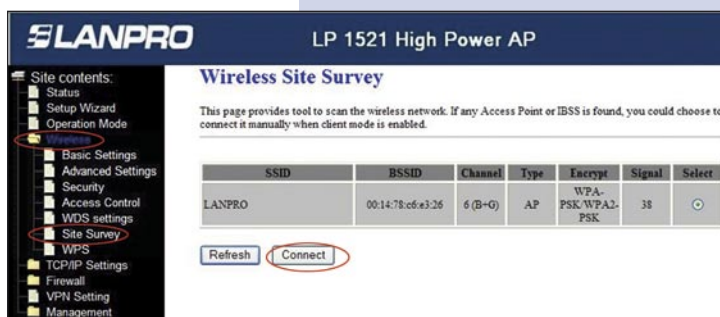 LANPRO
LP 1521 High Power AP
Site contents:
Status
Setup Wizard
Operation Mode
Wireless
Basic Settings
Advanced Settings
Security
Access Control
WDS settings
Site Survey
WPS
TCP/IP Settings
Firewall
VPN Setting
Management
Wireless Site Survey
This page provides tool to scan the wireless network. If any Access Point or IBSS is found, you could choose to
connect it manually when client mode is enabled.
SSID BSSID Channel Type Encrypt Signal Select
LANPRO 00:14:78:c6:e3:26 6 (B+G) AP WPA-PSK/WPA2-PSK 38
Refresh Connect